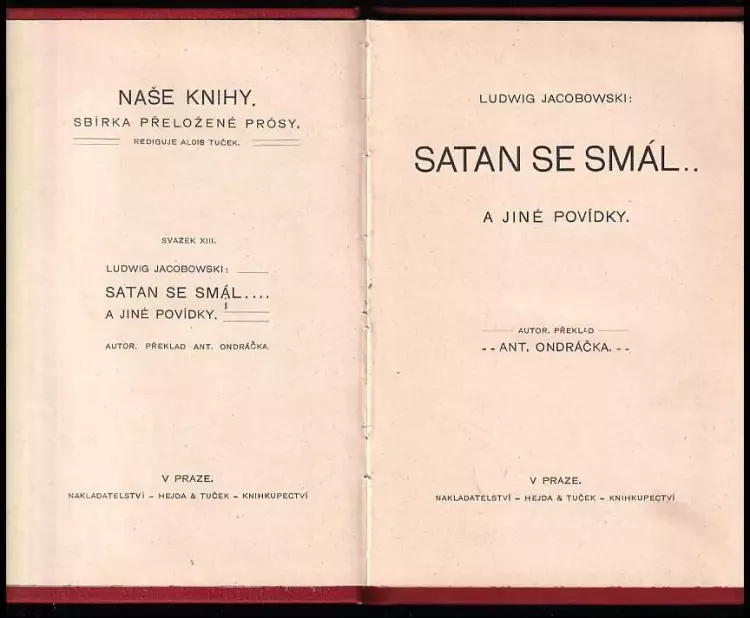 NAŠE KNIHY.
SBÍRKA PŘELOŽENÉ PRÓSY.
REDIGUJE ALOIS TUČEK.
SVAZEK XIII.
LUDWIG JACOBOWSKI:
SATAN SE SMÁL....
A JINÉ POVÍDKY.
AUTOR. PŘEKLAD ANT. ONDRÁČKA.
V PRAZE.
NAKLADATELSTVÍ – HEJDA & TUČEK – KNIHKUPECTVÍ
LUDWIG JACOBOWSKI:
SATAN SE SMÁL..
A JINÉ POVÍDKY.
AUTOR. PŘEKLAD
-- ANT. ONDRÁČKA. --
V PRAZE.
NAKLADATELSTVÍ – HEJDA & TUČEK – KNIHKUPECTVÍ